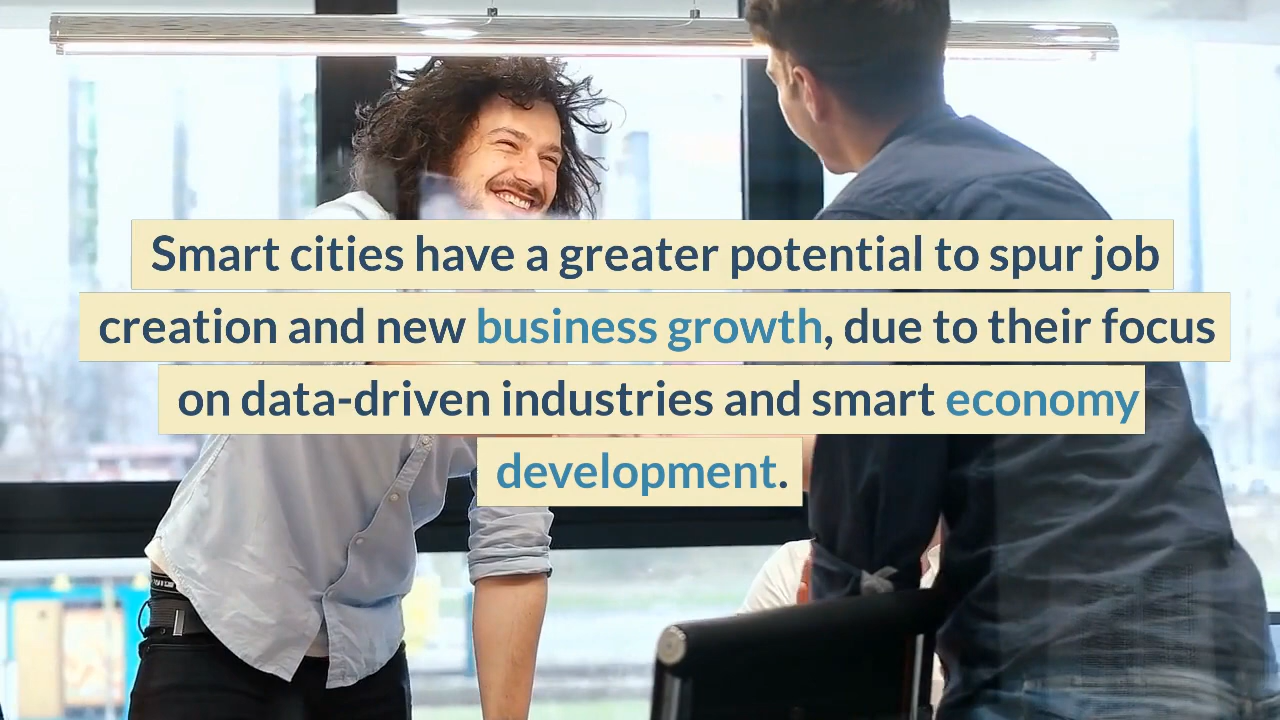 Smart cities have a greater potential to spur job
creation and new business growth, due to their focus
on data-driven industries and smart economy
development.